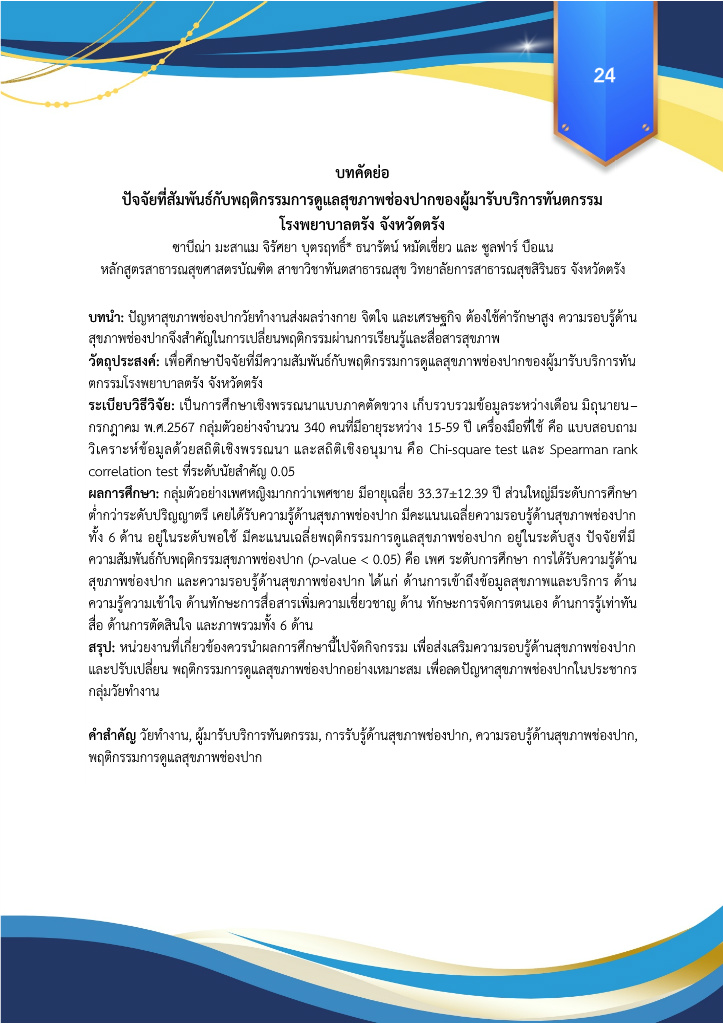 24
บทคัดย่อ
ปัจจัยที่สัมพันธ์กับพฤติกรรมการดูแลสุขภาพช่องปากของผู้มารับบริการทันตกรรม
โรงพยาบาลตรัง จังหวัดตรัง
ซาบีณ่า มะสาแม จิรัศยา บุตรฤทธิ์* ธนารัตน์ หมัดเชี่ยว และ ซูลฟาร์ บือแน
หลักสูตรสาธารณสุขศาสตรบัณฑิต สาขาวิชาทันตสาธารณสุข วิทยาลัยการสาธารณสุขสิรินธร จังหวัดตรัง
บทนำ: ปัญหาสุขภาพช่องปากวัยทำงานส่งผลร่างกาย จิตใจ และเศรษฐกิจ ต้องใช้ค่ารักษาสูง ความรอบรู้ด้าน
สุขภาพช่องปากจึงสำคัญในการเปลี่ยนพฤติกรรมผ่านการเรียนรู้และสื่อสารสุขภาพ
วัตถุประสงค์: เพื่อศึกษาปัจจัยที่มีความสัมพันธ์กับพฤติกรรมการดูแลสุขภาพช่องปากของผู้มารับบริการทัน
ตกรรมโรงพยาบาลตรัง จังหวัดตรัง
ระเบียบวิธีวิจัย: เป็นการศึกษาเชิงพรรณนาแบบภาคตัดขวาง เก็บรวบรวมข้อมูลระหว่างเดือน มิถุนายน –
กรกฎาคม พ.ศ.2567 กลุ่มตัวอย่างจำนวน 340 คนที่มีอายุระหว่าง 15-59 ปี เครื่องมือที่ใช้ คือ แบบสอบถาม
วิเคราะห์ข้อมูลด้วยสถิติเชิงพรรณนา และสถิติเชิงอนุมาน คือ Chi-square test และ Spearman rank
correlation test ที่ระดับนัยสำคัญ 0.05
ผลการศึกษา: กลุ่มตัวอย่างเพศหญิงมากกว่าเพศชาย มีอายุเฉลี่ย 33.37±12.39 ปี ส่วนใหญ่มีระดับการศึกษา
ต่ำกว่าระดับปริญญาตรี เคยได้รับความรู้ด้านสุขภาพช่องปาก มีคะแนนเฉลี่ยความรอบรู้ด้านสุขภาพช่องปาก
ทั้ง 6 ด้าน อยู่ในระดับพอใช้ มีคะแนนเฉลี่ยพฤติกรรมการดูแลสุขภาพช่องปาก อยู่ในระดับสูง ปัจจัยที่มี
ความสัมพันธ์กับพฤติกรรมสุขภาพช่องปาก (p-value < 0.05) คือ เพศ ระดับการศึกษา การได้รับความรู้ด้าน
สุขภาพช่องปาก และความรอบรู้ด้านสุขภาพช่องปาก ได้แก่ ด้านการเข้าถึงข้อมูลสุขภาพและบริการ ด้าน
ความรู้ความเข้าใจ ด้านทักษะการสื่อสารเพิ่มความเชี่ยวชาญ ด้าน ทักษะการจัดการตนเอง ด้านการรู้เท่าทัน
สื่อ ด้านการตัดสินใจ และภาพรวมทั้ง 6 ด้าน
สรุป: หน่วยงานที่เกี่ยวข้องควรนำผลการศึกษานี้ไปจัดกิจกรรม เพื่อส่งเสริมความรอบรู้ด้านสุขภาพช่องปาก
และปรับเปลี่ยน พฤติกรรมการดูแลสุขภาพช่องปากอย่างเหมาะสม เพื่อลดปัญหาสุขภาพช่องปากในประชากร
กลุ่มวัยทำงาน
คำสำคัญ วัยทำงาน, ผู้มารับบริการทันตกรรม, การรับรู้ด้านสุขภาพช่องปาก, ความรอบรู้ด้านสุขภาพช่องปาก,
พฤติกรรมการดูแลสุขภาพช่องปาก